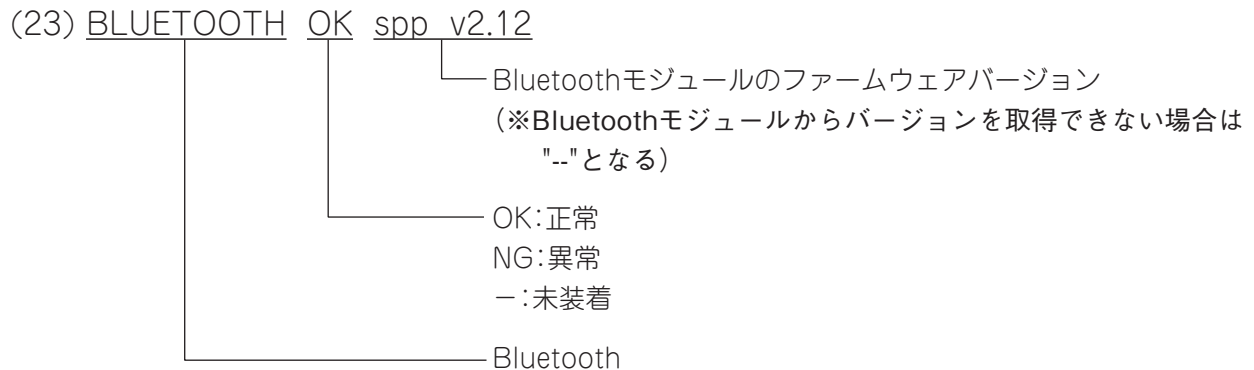 (23) BLUETOOTH OK spp v2.12
Bluetoothモジュールのファームウェアバージョン
(※Bluetoothモジュールからバージョンを取得できない場合は
"--"となる)
OK:正常
NG:異常
－:未装着
Bluetooth